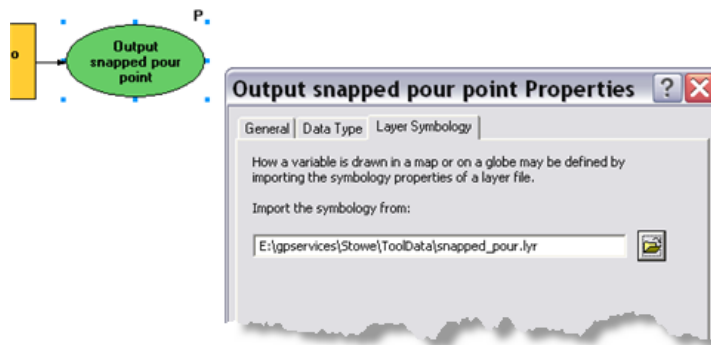 P
o
Output
snapped pour
point
Output snapped pour point Properties
General Data Type Layer Symbology
How a variable is drawn in a map or on a globe may be defined by
importing the symbology properties of a layer file.
Import the symbology from:
E:\gpservices\Stowe\ToolData\snapped_pour.lyr